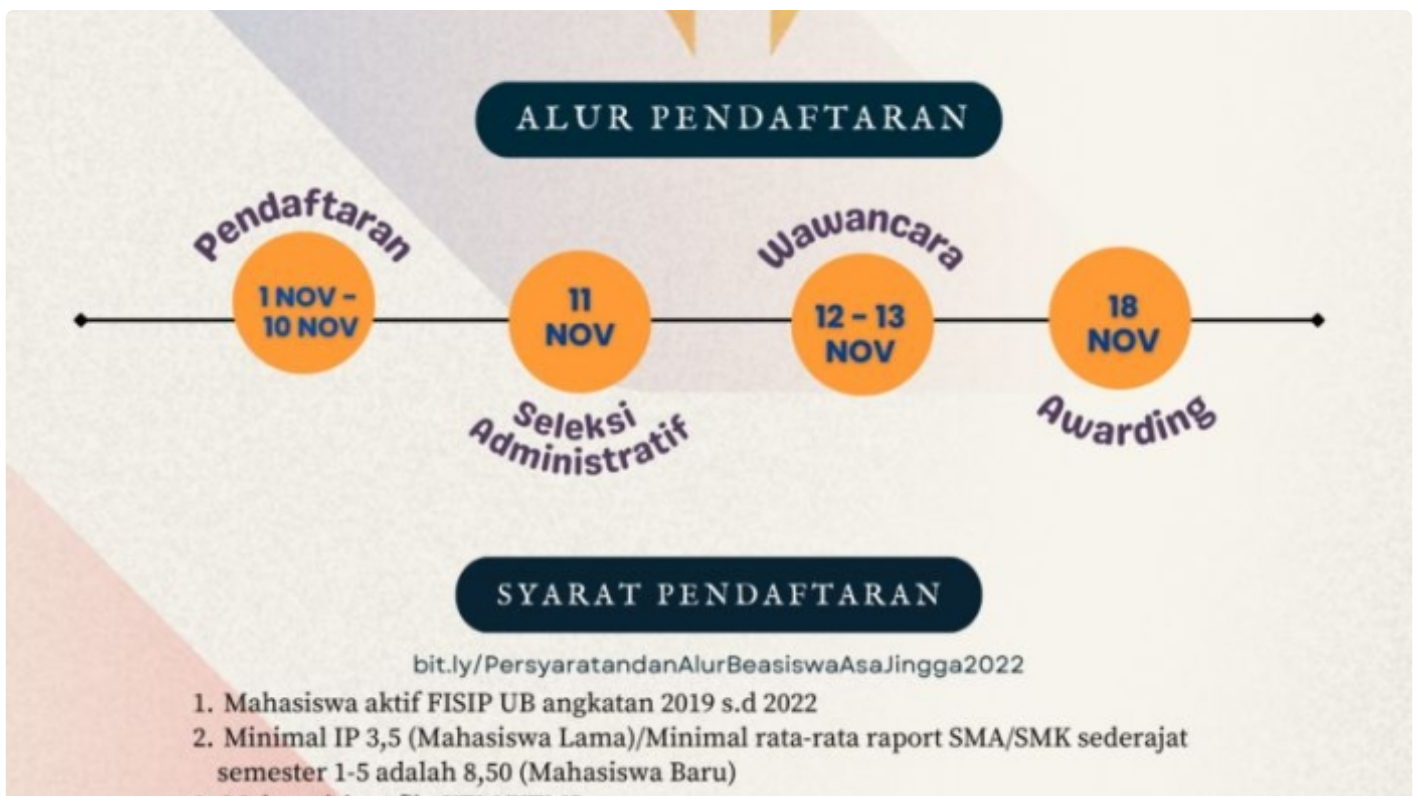 ALUR PENDAFTARAN
Pendaftaran
1 NOV –
10 NOV
11
NOV
Seleksi
Administratif
Wawancara
12 – 13
NOV
18
NOV
Awarding
SYARAT PENDAFTARAN
bit.ly/PersyaratandanAlurBeasiswaAsaJingga2022
1. Mahasiswa aktif FISIP UB angkatan 2019 s.d 2022
2. Minimal IP 3,5 (Mahasiswa Lama)/Minimal rata-rata raport SMA/SMK sederajat
semester 1-5 adalah 8,50 (Mahasiswa Baru)